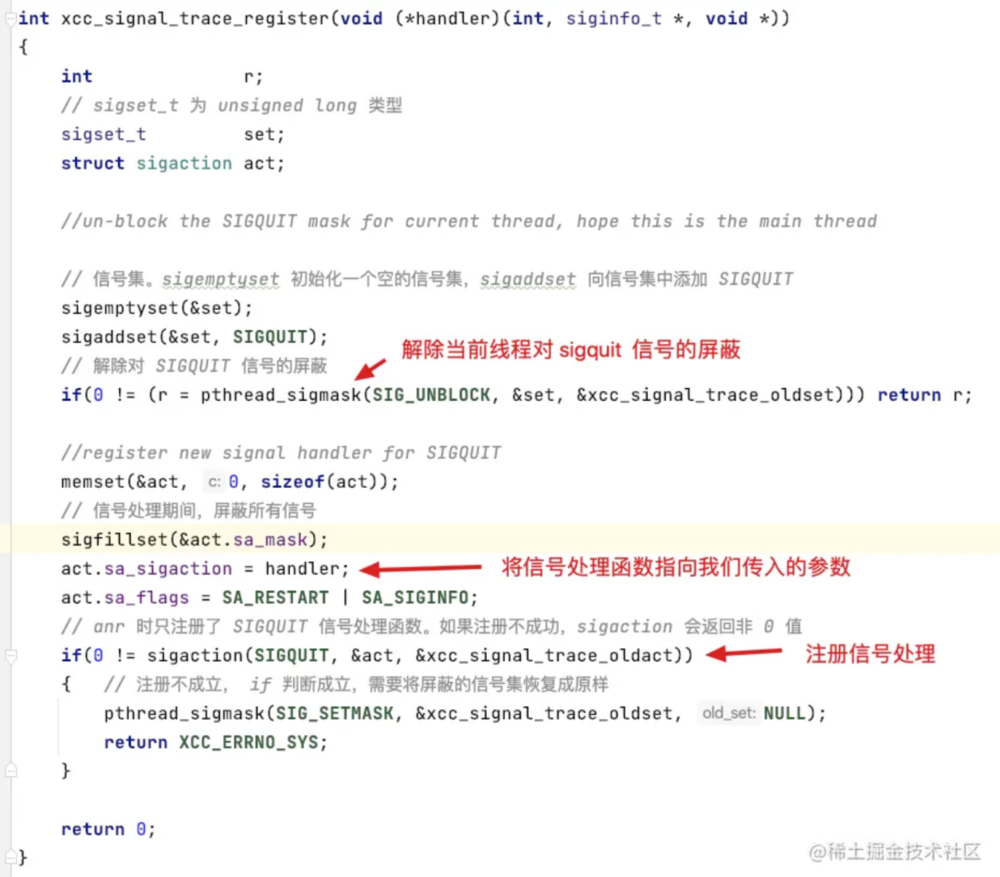 int xcc_signal_trace_register(void (*handler)(int, siginfo_t *, void *))
{
int r;
// sigset_t 为 unsigned long 类型
sigset_t set;
struct sigaction act;
//un-block the SIGQUIT mask for current thread, hope this is the main thread
// 信号集。sigemptyset 初始化一个空的信号集，sigaddset 向信号集中添加 SIGQUIT
sigemptyset(&set);
sigaddset(&set, SIGQUIT);
解除当前线程对 sigquit 信号的屏蔽
// 解除对 SIGQUIT 信号的屏蔽
if(0 != (r = pthread_sigmask(SIG_UNBLOCK, &set, &xcc_signal_trace_oldset))) return r;
//register new signal handler for SIGQUIT
memset(&act, c: 0, sizeof(act));
// 信号处理期间，屏蔽所有信号
sigfillset(&act.sa_mask);
act.sa_sigaction = handler; 将信号处理函数指向我们传入的参数
act.sa_flags = SA_RESTART | SA_SIGINFO;
// anr 时只注册了 SIGQUIT 信号处理函数。如果注册不成功，sigaction 会返回非 0 值
if(0 != sigaction(SIGQUIT, &act, &xcc_signal_trace_oldact)) 注册信号处理
{ // 注册不成立， if 判断成立，需要将屏蔽的信号集恢复成原样
pthread_sigmask(SIG_SETMASK, &xcc_signal_trace_oldset, old_set: NULL);
return XCC_ERRNO_SYS;
}
return 0;
}
@稀土掘金技术社区